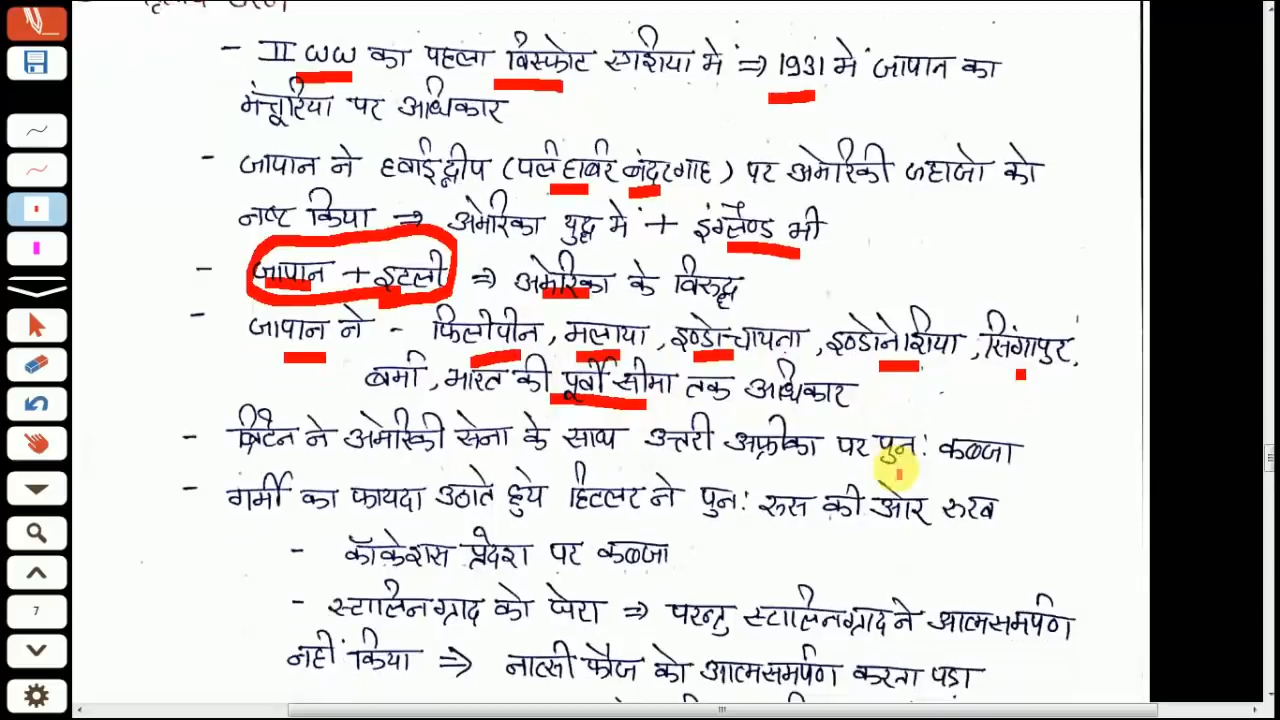 - II WW का पहला विस्फोट एशिया में ⇒ 1931 में जापान का
मंचूरिया पर अधिकार
- जापान ने हवाईद्वीप (पर्ल हार्बर बंदरगाह) पर अमेरिकी जहाजो को
नष्ट किया ⇒ अमेरिका युद्ध में + इंग्लैण्ड भी
- जापान + इटली ⇒ अमेरिका के विरुद्ध
- जापान ने - फिलीपीन, मलाया, इण्डो-चायना, इण्डोनेशिया, सिंगापुर,
बर्मा, भारत की पूर्वी सीमा तक अधिकार
- ब्रिटेन ने अमेरिकी सेना के साथ उत्तरी अफ्रीका पर पुन: कब्जा
- गर्मी का फायदा उठाते हुये हिटलर ने पुन: रुस की ओर रुख
- कॉकेशस प्रदेश पर कब्जा
- स्टालिनग्राद को घेरा ⇒ परन्तु स्टालिनग्राद ने आत्मसमर्पण
नहीं किया ⇒ नात्सी फौज को आत्मसमर्पण करना पड़ा
7